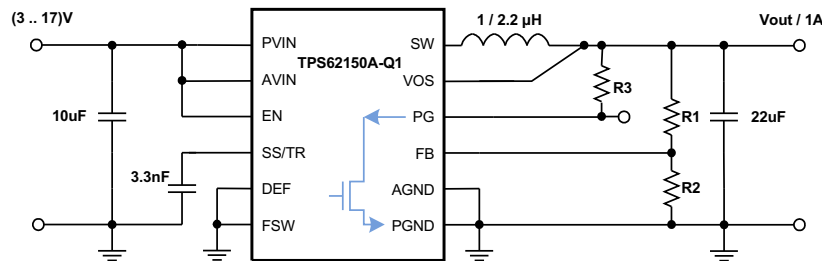 (3 .. 17)V
1 / 2.2 µH
Vout / 1A
PVIN
SW
TPS62150A-Q1
AVIN
VOS
R3
10uF
EN
PG
R1
22uF
SS/TR
FB
3.3nF
DEF
AGND
R2
FSW
PGND